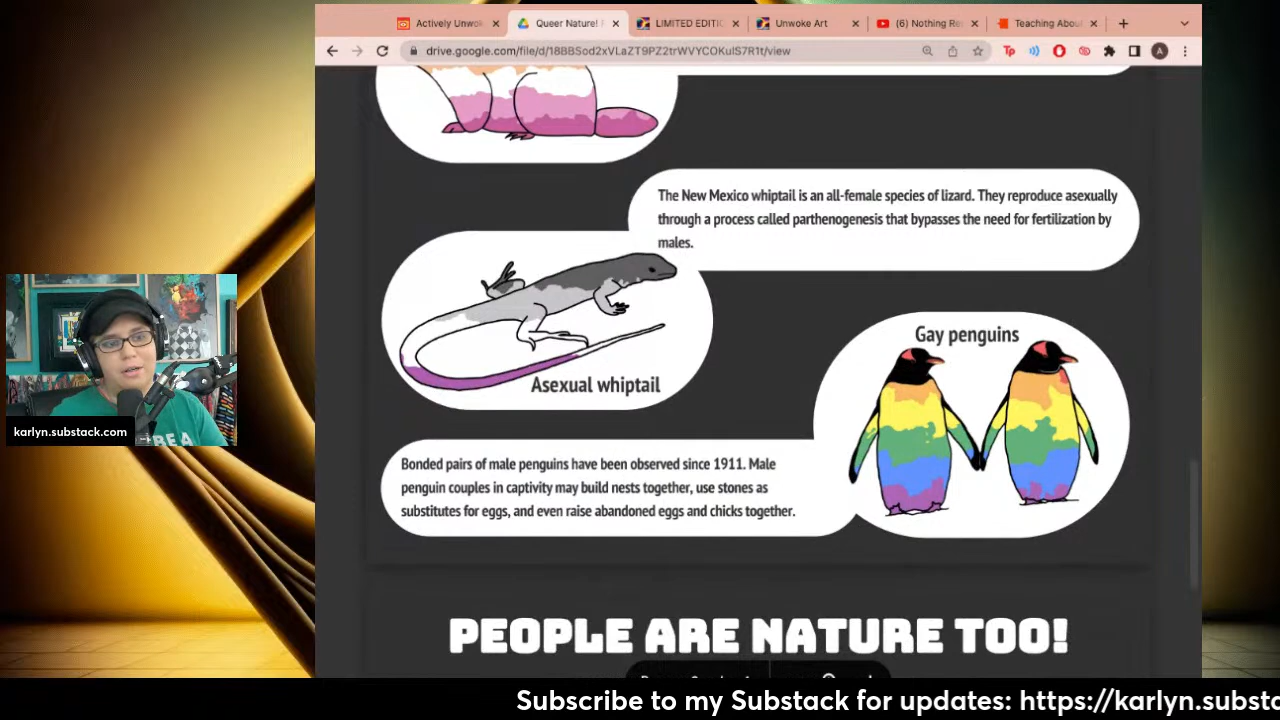 Actively Unwok
Queer Nature!
LIMITED EDITIO
Unwoke Art
(6) Nothing Re
Teaching Abou
drive.google.com/file/d/18BBSod2xVLaZT9PZ2trWVYCOKulS7R1t/view
The New Mexico whiptail is an all-female species of lizard. They reproduce asexually
through a process called parthenogenesis that bypasses the need for fertilization by
males.
Asexual whiptail
Gay penguins
Bonded pairs of male penguins have been observed since 1911. Male
penguin couples in captivity may build nests together, use stones as
substitutes for eggs, and even raise abandoned eggs and chicks together.
PEOPLE ARE NATURE TOO!
karlyn.substack.com
Subscribe to my Substack for updates: https://karlyn.substa